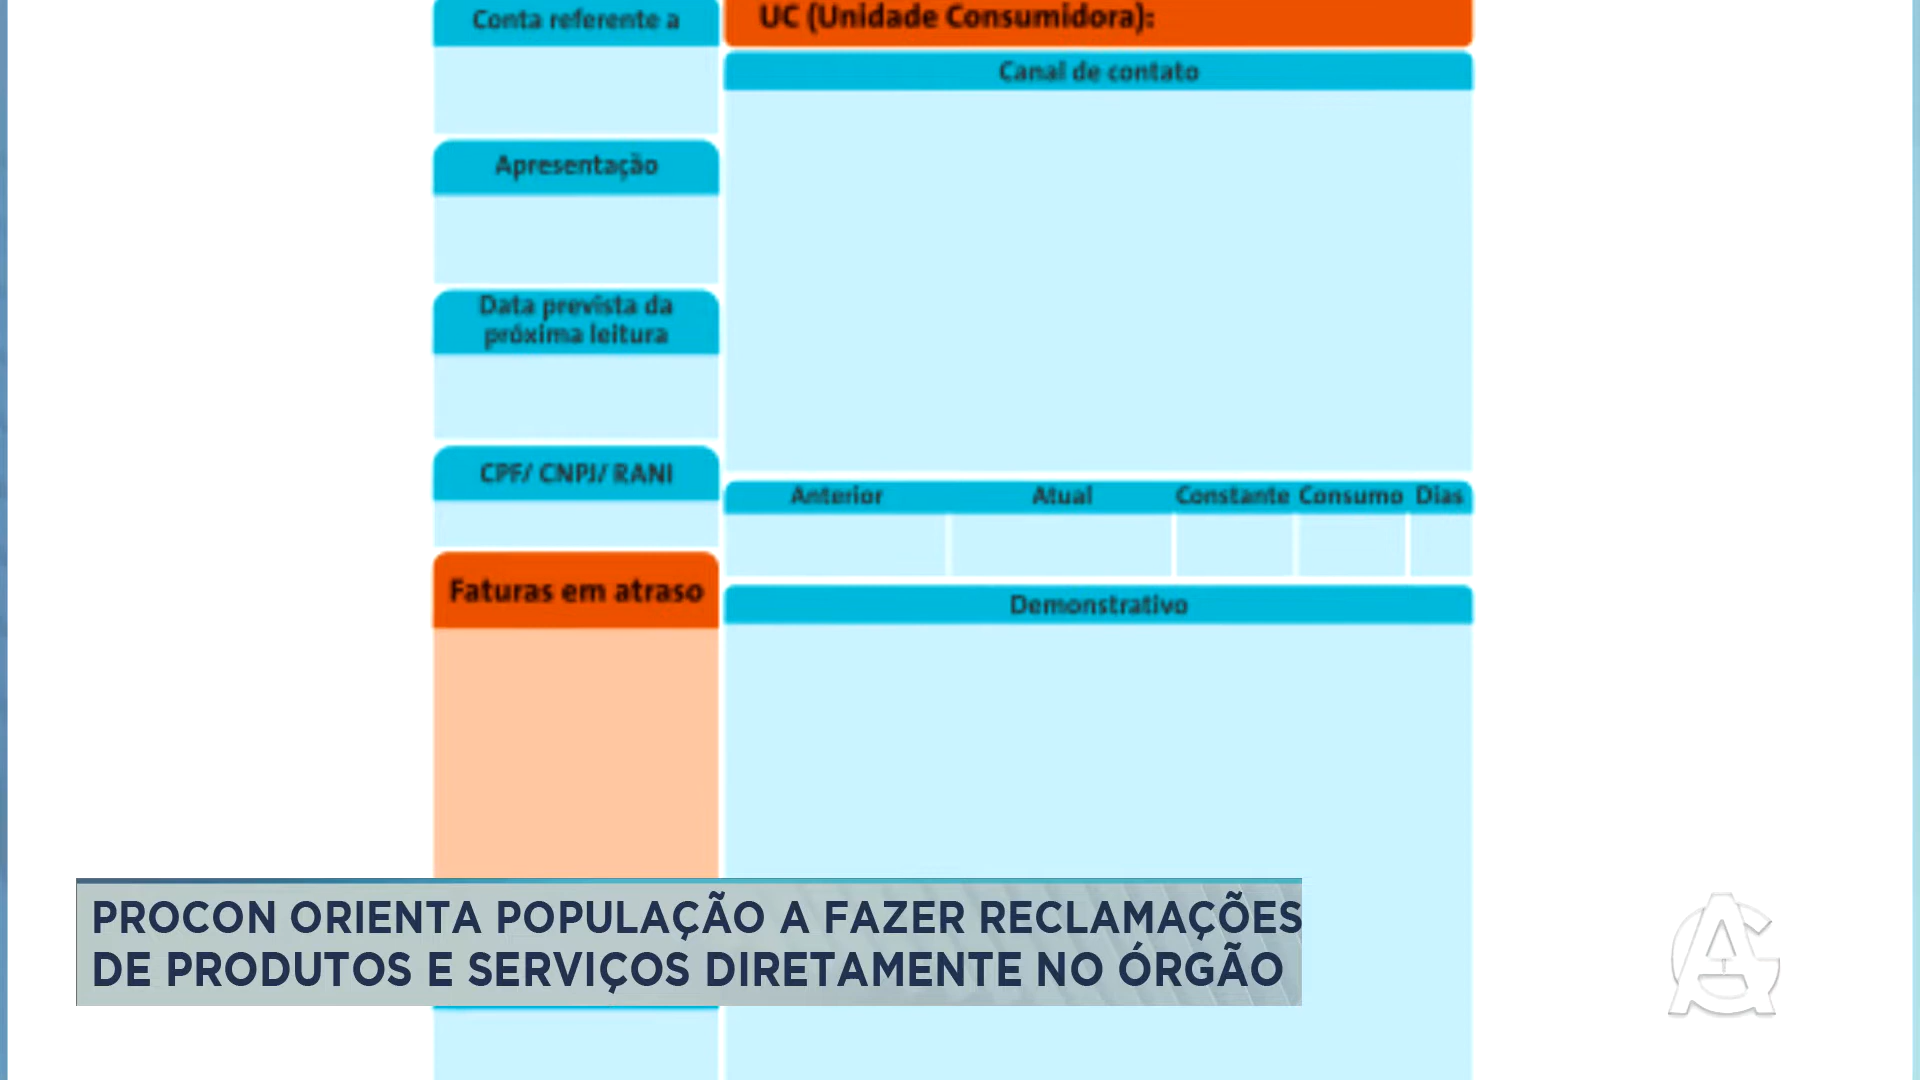 Conta referente a
UC (Unidade Consumidora):
Canal de contato
Apresentação
Data prevista da
próxima leitura
CPF/ CNPJ/ RANI
Anterior Atual Constante Consumo Dias
Faturas em atraso
Demonstrativo
PROCON ORIENTA POPULAÇÃO A FAZER RECLAMAÇÕES
DE PRODUTOS E SERVIÇOS DIRETAMENTE NO ÓRGÃO